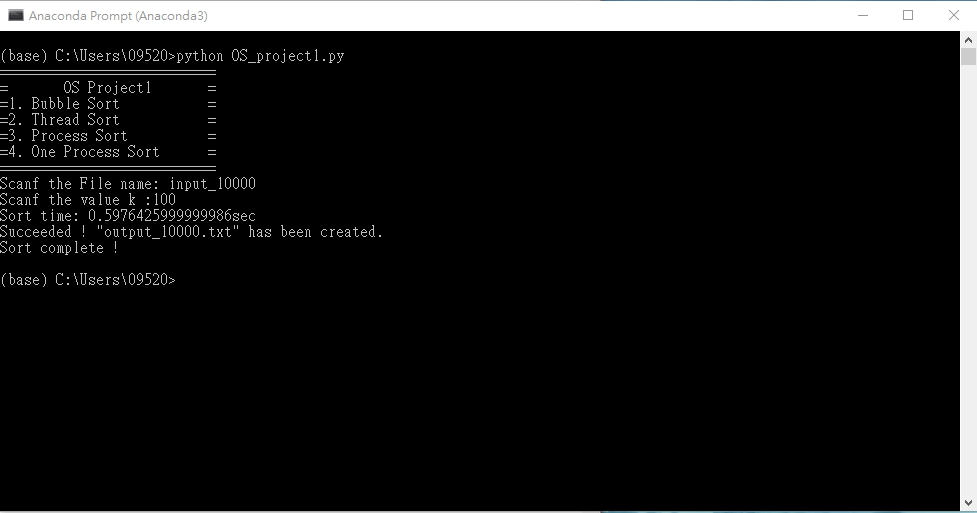 Anaconda Prompt (Anaconda3)
(base) C:\Users\09520>python OS_project1.py
===========================
=       OS Project1       =
=1. Bubble Sort           =
=2. Thread Sort           =
=3. Process Sort          =
=4. One Process Sort      =
===========================
Scanf the File name: input_10000
Scanf the value k :100
Sort time: 0.5976425999999986sec
Succeeded ! "output_10000.txt" has been created.
Sort complete !
(base) C:\Users\09520>